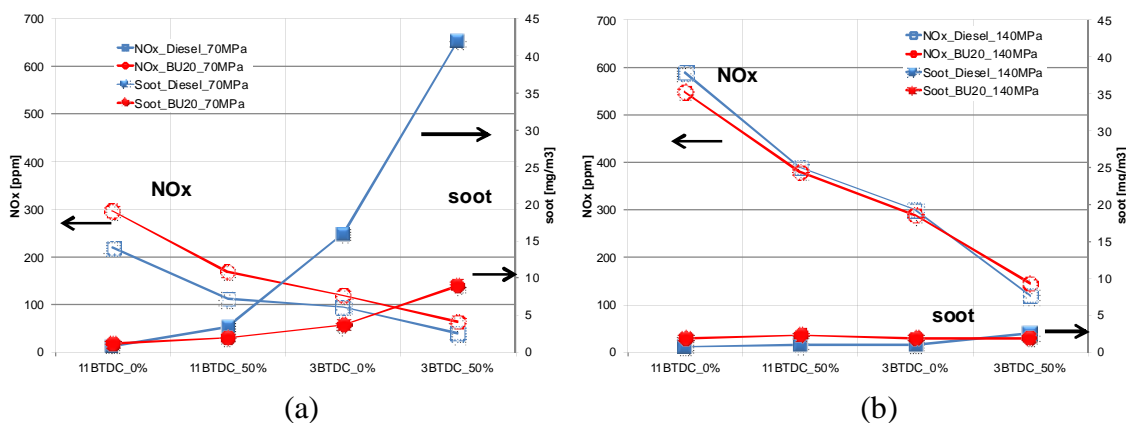 700
600
500
400
300
200
100
0
NOx [ppm]
NOx_Diesel_70MPa
NOx_BU20_70MPa
Soot_Diesel_70MPa
Soot_BU20_70MPa
NOx
soot
45
40
35
30
25
20
15
10
5
0
soot [mg/m3]
11BTDC_0% 11BTDC_50% 3BTDC_0% 3BTDC_50%
(a)
700
600
500
400
300
200
100
0
NOx [ppm]
NOx_Diesel_140MPa
NOx_BU20_140MPa
Soot_Diesel_140MPa
Soot_BU20_140MPa
NOx
soot
45
40
35
30
25
20
15
10
5
0
soot [mg/m3]
11BTDC_0% 11BTDC_50% 3BTDC_0% 3BTDC_50%
(b)